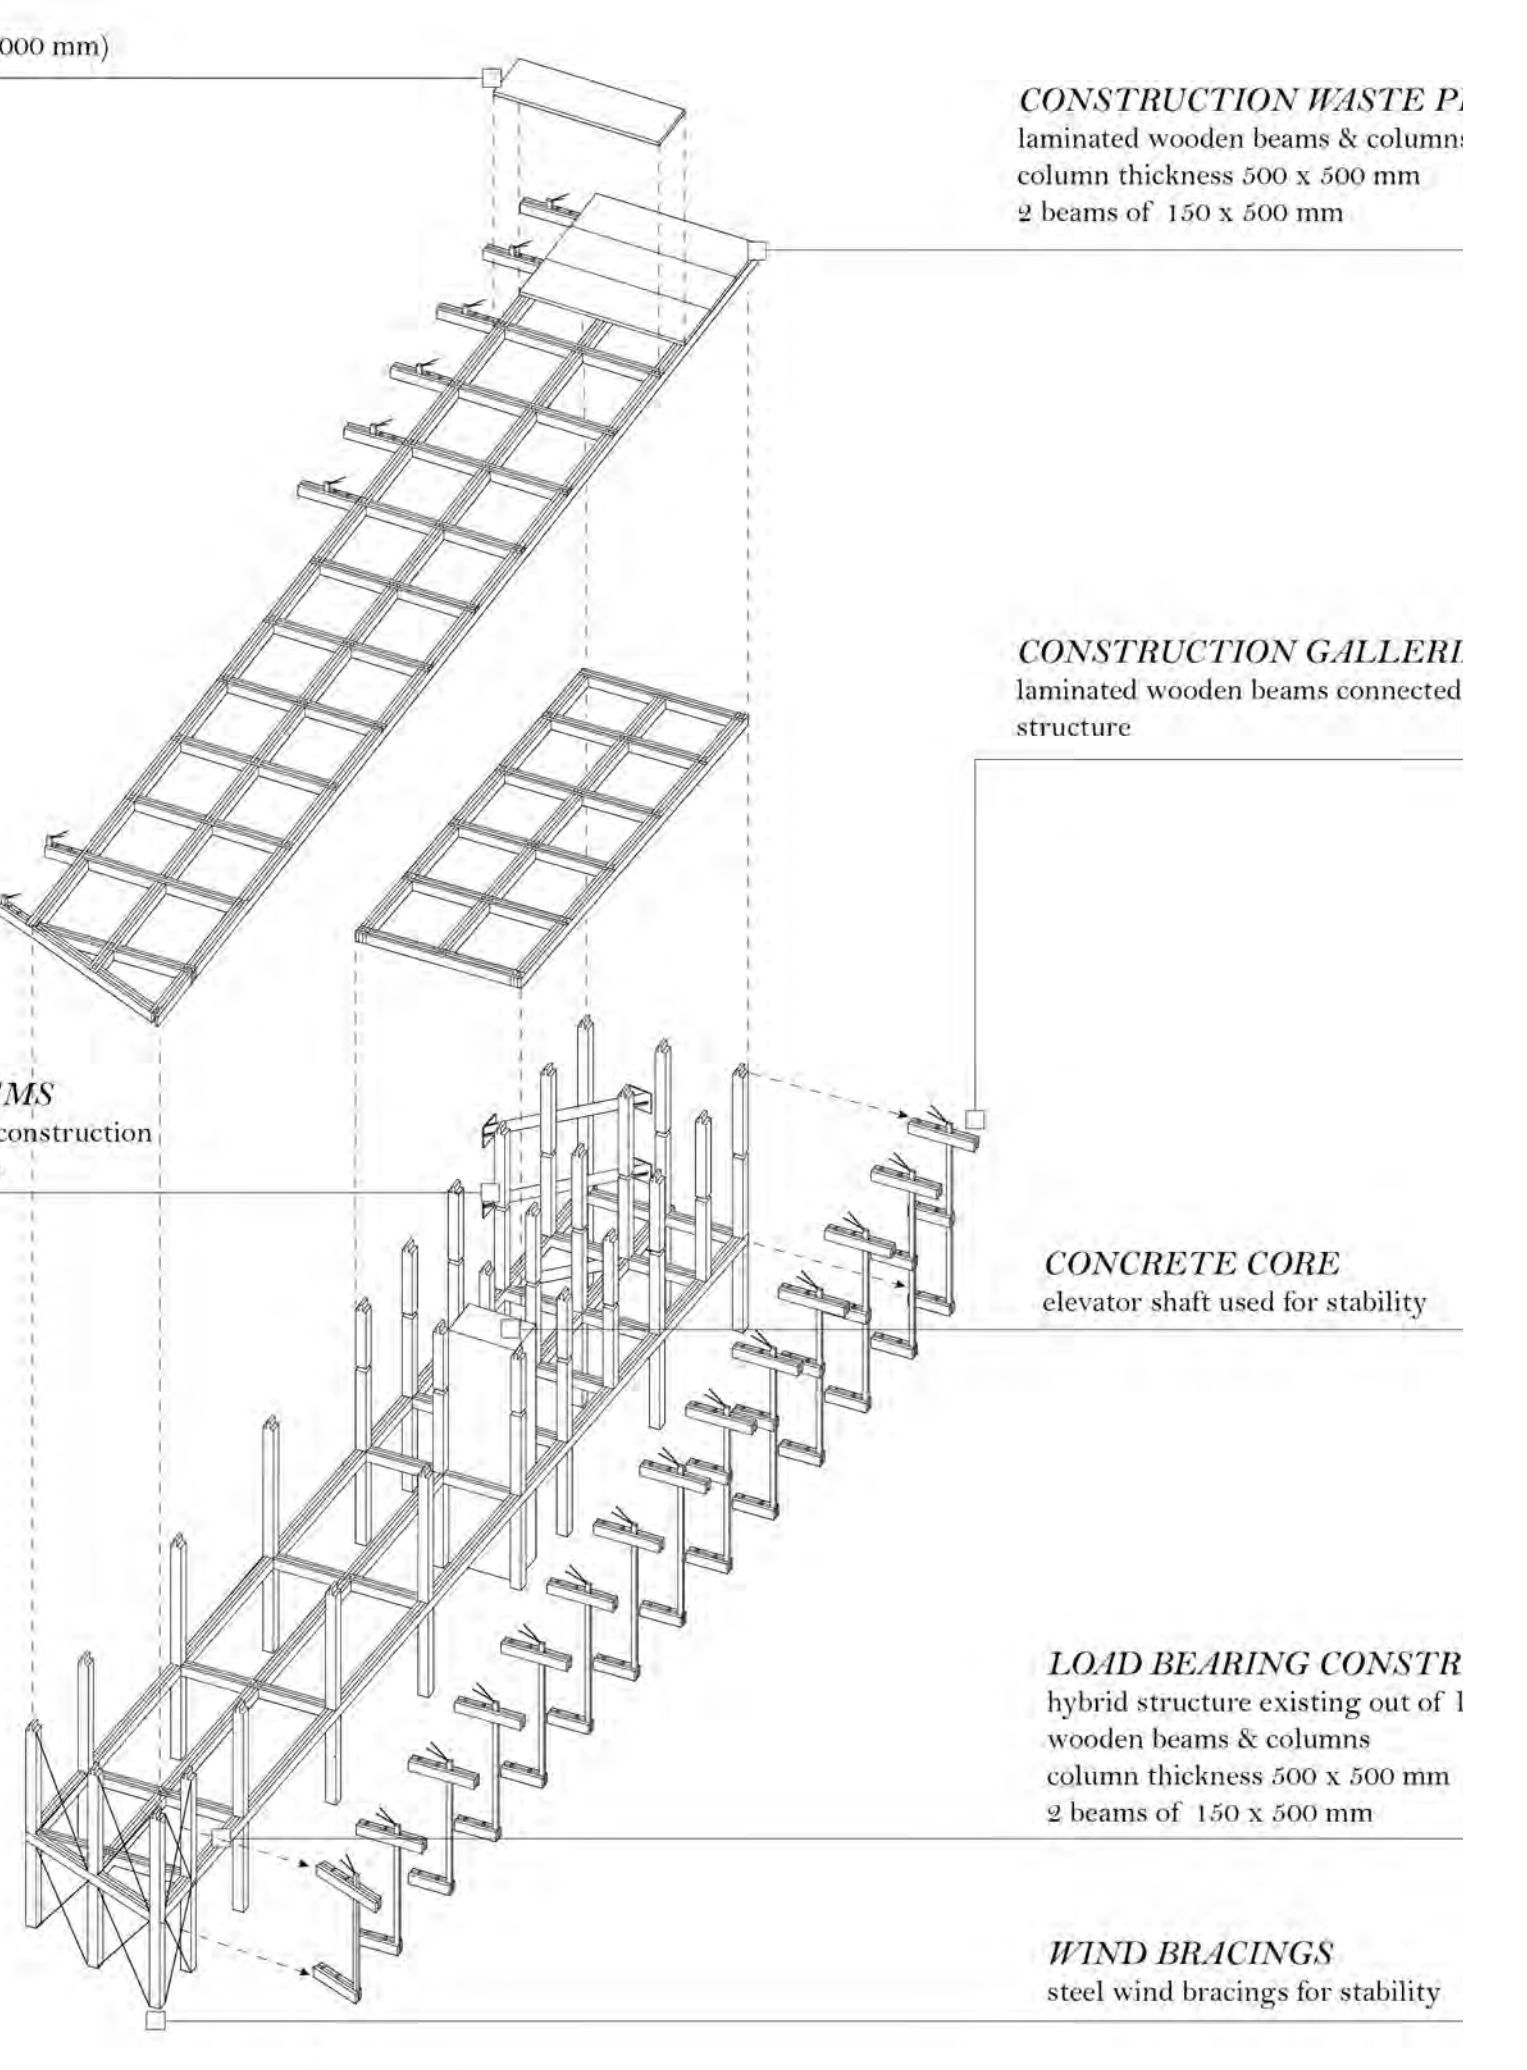 000 mm)
CONSTRUCTION WASTE
laminated wooden beams & columns
column thickness 500 x 500 mm
2 beams of 150 x 500 mm
CONSTRUCTION
laminated wooden beams connected
structure
MS
construction
CONCRETE CORE
elevator shaft used for stability
LOAD BEARING CONSTR
hybrid structure existing out of
wooden beams & columns
column thickness 500 x 500 mm
2 beams of 150 x 500 mm
WIND BRACINGS
steel wind bracings for stability